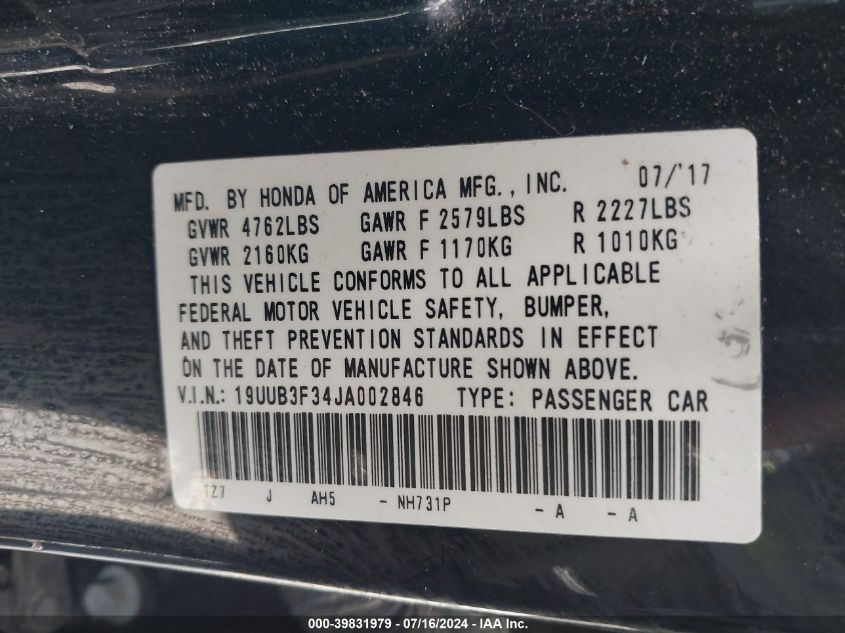 MFD. BY HONDA OF AMERICA MFG., INC. 07/'17
GVWR 4762LBS GAWR F 2579LBS R 2227LBS
GVWR 2160KG GAWR F 1170KG R 1010KG
THIS VEHICLE CONFORMS TO ALL APPLICABLE
FEDERAL MOTOR VEHICLE SAFETY, BUMPER,
AND THEFT PREVENTION STANDARDS IN EFFECT
ON THE DATE OF MANUFACTURE SHOWN ABOVE.
V.I.N.: 19UUB3F34JA002846 TYPE: PASSENGER CAR
TZ7 J AH5 - NH731P - A - A
000-39831979 - 07/16/2024 - IAA Inc.